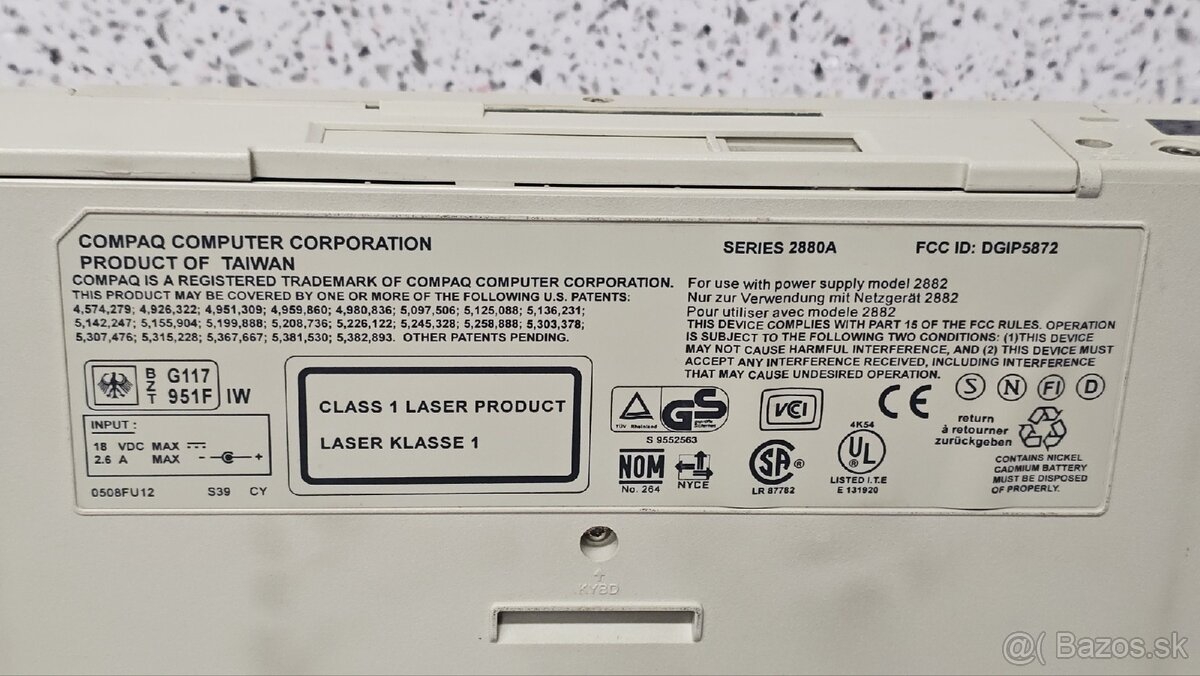 COMPAQ COMPUTER CORPORATION
PRODUCT OF TAIWAN
COMPAQ IS A REGISTERED TRADEMARK OF COMPAQ COMPUTER CORPORATION.
THIS PRODUCT MAY BE COVERED BY ONE OR MORE OF THE FOLLOWING U.S. PATENTS:
4,574,279; 4,926,322; 4,951,309; 4,959,860; 4,980,836; 5,097,506; 5,125,088; 5,136,231;
5,142,247; 5,155,904; 5,199,888; 5,208,736; 5,226,122; 5,245,328; 5,258,888; 5,303,378;
5,307,476; 5,315,228; 5,367,667; 5,381,530; 5,382,893. OTHER PATENTS PENDING.
SERIES 2880A
FCC ID: DGIP5872
For use with power supply model 2882
Nur zur Verwendung mit Netzgerät 2882
Pour utiliser avec modele 2882
THIS DEVICE COMPLIES WITH PART 15 OF THE FCC RULES. OPERATION
IS SUBJECT TO THE FOLLOWING TWO CONDITIONS: (1)THIS DEVICE
MAY NOT CAUSE HARMFUL INTERFERENCE, AND (2) THIS DEVICE MUST
ACCEPT ANY INTERFERENCE RECEIVED, INCLUDING INTERFERENCE
THAT MAY CAUSE UNDESIRED OPERATION.
BZT G117
951F IW
INPUT :
18 VDC MAX
2.6 A MAX - +
0508FU12 S39 CY
CLASS 1 LASER PRODUCT
LASER KLASSE 1
TÜV Rheinland
GS
geprüfte Sicherheit
S 9552563
VCI
CE
S N FI D
NOM
No. 264
NYCE
SA
LR 87782
4K54
UL
LISTED I.T.E
E 131920
return
à retourner
zurückgeben
CONTAINS NICKEL
CADMIUM BATTERY
MUST BE DISPOSED
OF PROPERLY.
KYBD
@( Bazos.sk